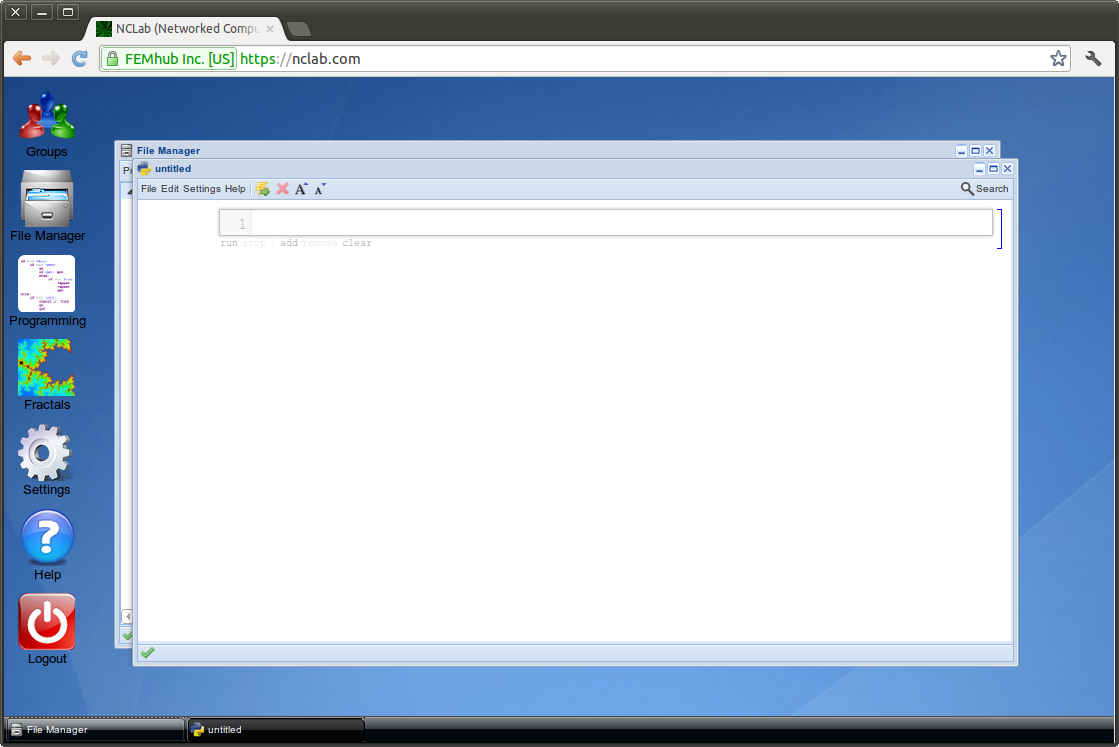 NCLab (Networked Compu
FEMhub Inc. [US] https://nclab.com
Groups
File Manager
Programming
Fractals
Settings
Help
Logout
File Manager
untitled
File Edit Settings Help
Search
1
run stop | add remove clear
File Manager
untitled